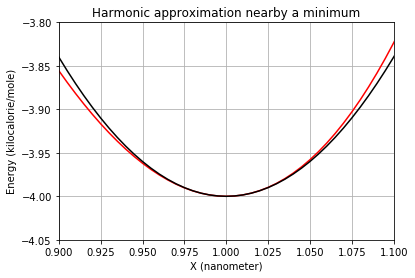 Harmonic approximation nearby a minimum
−3.80
−3.85
−3.90
−3.95
−4.00
−4.05
Energy (kilocalorie/mole)
0.900 0.925 0.950 0.975 1.000 1.025 1.050 1.075 1.100
X (nanometer)